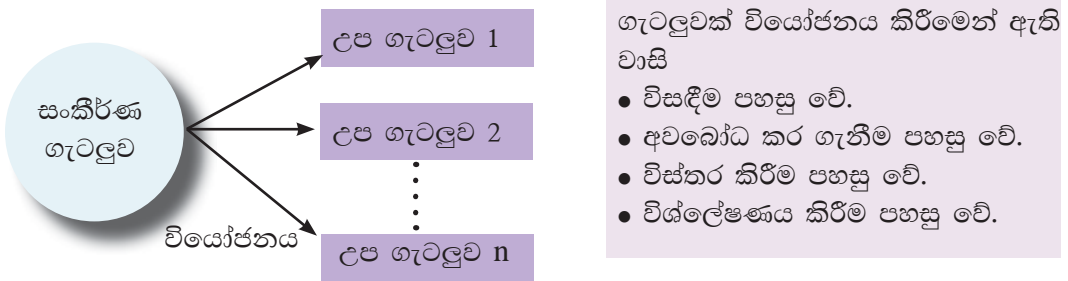 සංකීර්ණ
ගැටලුව
උප ගැටලුව 1
උප ගැටලුව 2
උප ගැටලුව n
වියෝජනය
ගැටලුවක් වියෝජනය කිරීමෙන් ඇති
වාසි
● විසඳීම පහසු වේ.
● අවබෝධ කර ගැනීම පහසු වේ.
● විස්තර කිරීම පහසු වේ.
● විශ්ලේෂණය කිරීම පහසු වේ.